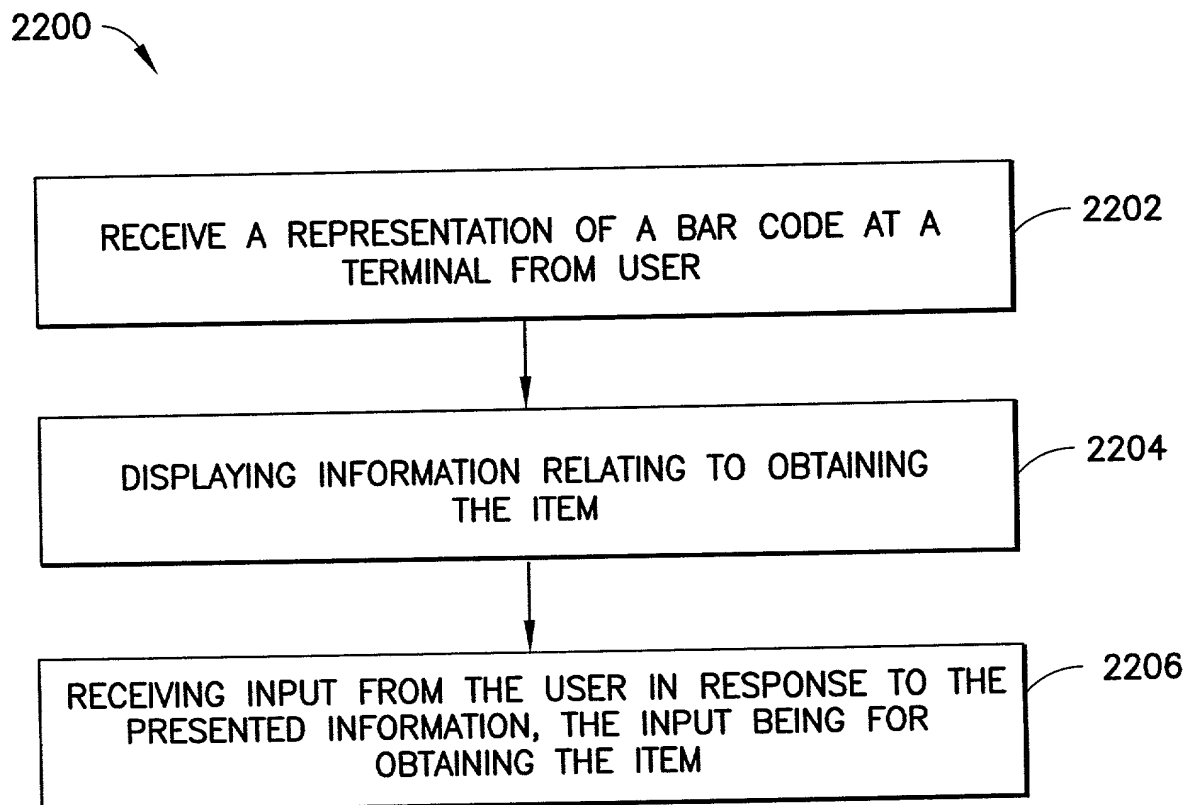 2200
RECEIVE A REPRESENTATION OF A BAR CODE AT A
TERMINAL FROM USER
2202
DISPLAYING INFORMATION RELATING TO OBTAINING
THE ITEM
2204
RECEIVING INPUT FROM THE USER IN RESPONSE TO THE
PRESENTED INFORMATION, THE INPUT BEING FOR
OBTAINING THE ITEM
2206